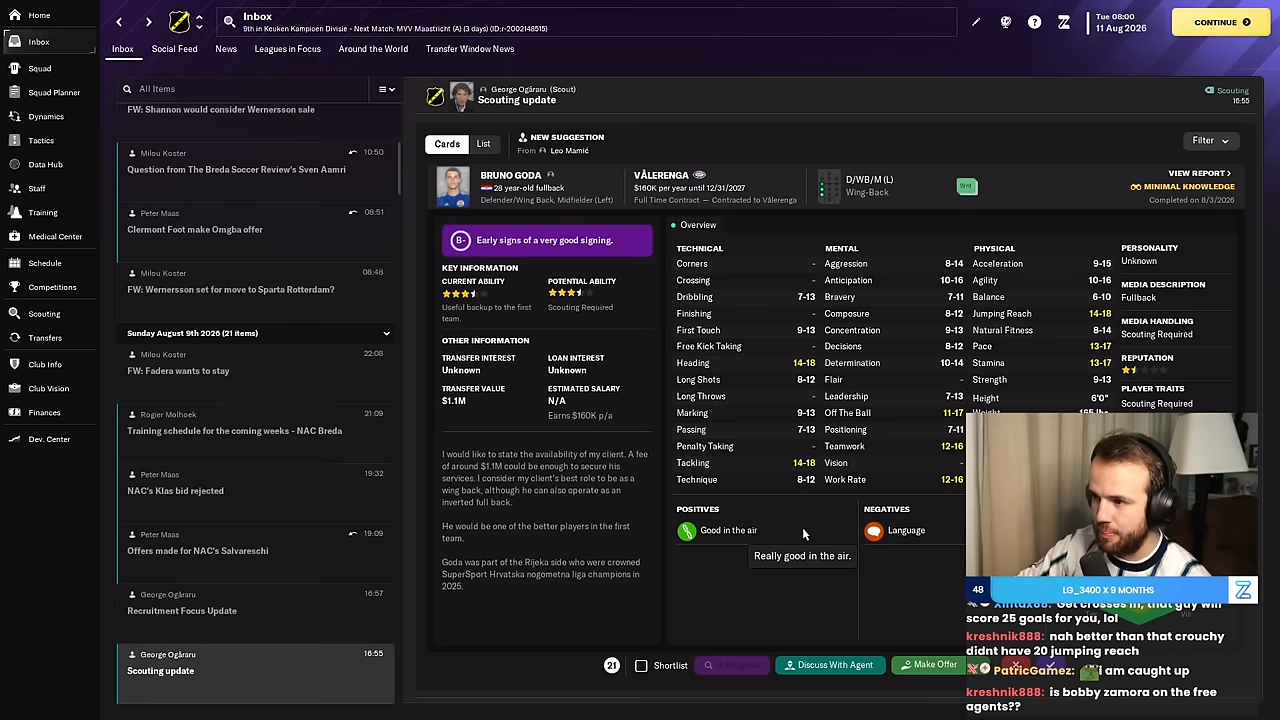 Home
Inbox
Squad
Squad Planner
Dynamics
Tactics
Data Hub
Staff
Training
Medical Center
Schedule
Competitions
Scouting
Transfers
Club Info
Club Vision
Finances
Dev. Center
Inbox
9th in Keuken Kampioen Divisie - Next Match: MVV Maastricht (A) (3 days) (ID:r-2002148515)
Tue 08:00
11 Aug 2026
CONTINUE
Inbox
Social Feed
News
Leagues in Focus
Around the World
Transfer Window News
All Items
FW: Shannon would consider Wernersson sale
Milou Koster 10:50
Question from The Breda Soccer Review's Sven Aamri
Peter Maas 08:51
Clermont Foot make Omgba offer
Milou Koster 08:48
FW: Wernersson set for move to Sparta Rotterdam?
Sunday August 9th 2026 (21 items)
Milou Koster 22:08
FW: Fadera wants to stay
Rogier Molhoek 21:09
Training schedule for the coming weeks - NAC Breda
Peter Maas 19:32
NAC's Klas bid rejected
Peter Maas 19:09
Offers made for NAC's Salvareschi
George Ogăraru 16:57
Recruitment Focus Update
George Ogăraru 16:55
Scouting update
George Ogăraru (Scout)
Scouting update
Scouting
16:55
Cards
List
NEW SUGGESTION
From Leo Mamić
Filter
BRUNO GODA
28 year-old fullback
Defender/Wing Back, Midfielder (Left)
VÅLERENGA
$160K per year until 12/31/2027
Full Time Contract – Contracted to Vålerenga
D/WB/M (L)
Wing-Back
Wnt
VIEW REPORT >
MINIMAL KNOWLEDGE
Completed on 8/3/2026
B-
Early signs of a very good signing.
KEY INFORMATION
CURRENT ABILITY
Useful backup to the first team.
POTENTIAL ABILITY
Scouting Required
OTHER INFORMATION
TRANSFER INTEREST
Unknown
LOAN INTEREST
Unknown
TRANSFER VALUE
$1.1M
ESTIMATED SALARY
N/A
Earns $160K p/a
I would like to state the availability of my client. A fee
of around $1.1M could be enough to secure his
services. I consider my client's best role to be as a
wing back, although he can also operate as an
inverted full back.
He would be one of the better players in the first
team.
Goda was part of the Rijeka side who were crowned
SuperSport Hrvatska nogometna liga champions in
2025.
Overview
TECHNICAL
Corners -
Crossing -
Dribbling 7-13
Finishing -
First Touch 9-13
Free Kick Taking -
Heading 14-18
Long Shots 8-12
Long Throws -
Marking 9-13
Passing 7-13
Penalty Taking -
Tackling 14-18
Technique 8-12
MENTAL
Aggression 8-14
Anticipation 10-16
Bravery 7-11
Composure 8-12
Concentration 9-13
Decisions 8-12
Determination 10-14
Flair -
Leadership 7-13
Off The Ball 11-17
Positioning 7-11
Teamwork 12-16
Vision -
Work Rate 12-16
PHYSICAL
Acceleration 9-15
Agility 10-16
Balance 6-10
Jumping Reach 14-18
Natural Fitness 8-14
Pace 13-17
Stamina 13-17
Strength 9-13
Height 6'0"
PERSONALITY
Unknown
MEDIA DESCRIPTION
Fullback
MEDIA HANDLING
Scouting Required
REPUTATION
PLAYER TRAITS
Scouting Required
POSITIVES
Good in the air
Really good in the air.
NEGATIVES
Language
21
Shortlist
In Progress
Discuss With Agent
Make Offer
48
LG_3400 X 9 MONTHS
Xintax88: Get crosses in, that guy will
score 25 goals for you, lol
kreshnik888: nah better than that crouchy
didnt have 20 jumping reach
PatricGamez: I am caught up
kreshnik888: is bobby zamora on the free
agents??